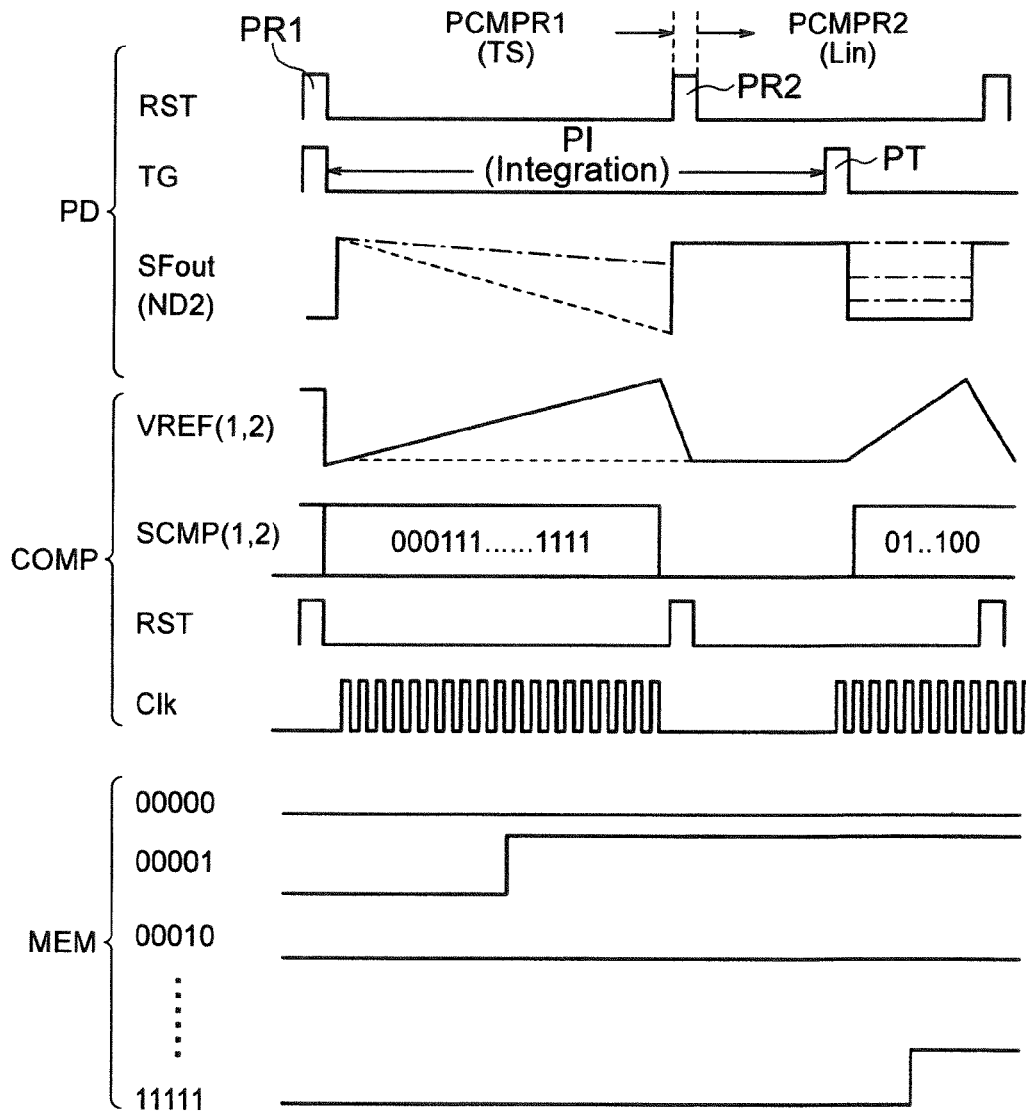 PR1
PCMPR1
(TS)
PCMPR2
(Lin)
RST
PR2
PI
(Integration)
TG
PT
PD
SFout
(ND2)
VREF(1,2)
SCMP(1,2)
000111......1111
01..100
COMP
RST
Clk
00000
00001
00010
MEM
11111